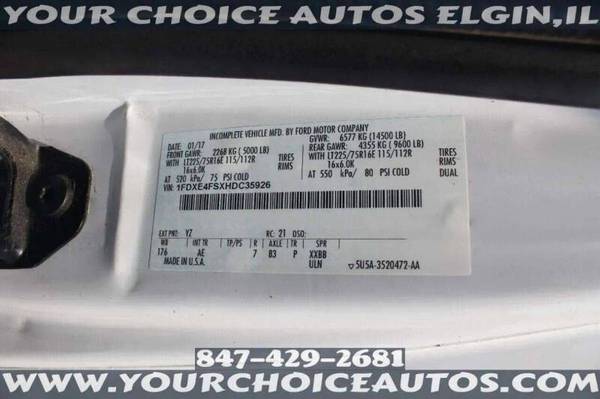 YOUR CHOICE AUTOS ELGIN,IL
INCOMPLETE VEHICLE MFD. BY FORD MOTOR COMPANY
DATE: 01/17 GVWR: 6577 KG (14500 LB)
FRONT GAWR: 2268 KG ( 5000 LB) REAR GAWR: 4355 KG ( 9600 LB)
WITH LT225/75R16E 115/112R TIRES WITH LT225/75R16E 115/112R TIRES
16x6.0K RIMS 16x6.0K RIMS
AT 520 kPa/ 75 PSI COLD AT 550 kPa/ 80 PSI COLD DUAL
VIN: 1FDXE4FSXHDC35926
EXT PNT: YZ RC: 21 DSO:
WB INT TR TP/PS R AXLE TR SPR
176 AE 7 B3 P XXBB
MADE IN U.S.A. ULN 5U5A-3520472-AA
847-429-2681
WWW.YOURCHOICEAUTOS.COM/